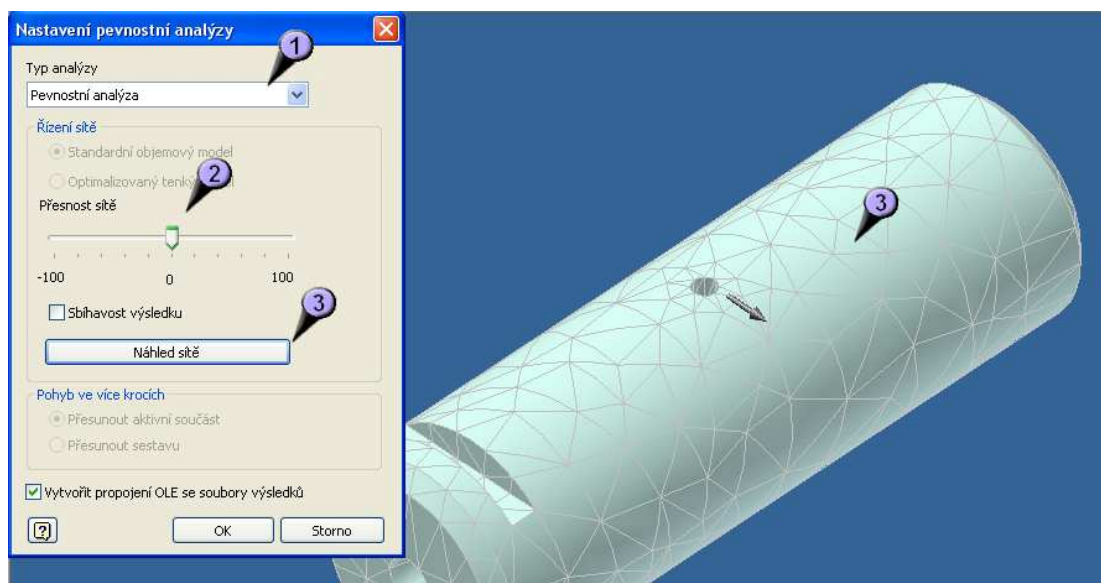 Nastavení pevnostní analýzy
1
Typ analýzy
Pevnostní analýza
Řízení sítě
Standardní objemový model
2
Optimalizovaný tenký
Přesnost sítě
3
-100 0 100
Sbíhavost výsledku
3
Náhled sítě
Pohyb ve více krocích
Přesunout aktivní součást
Přesunout sestavu
Vytvořit propojení OLE se soubory výsledků
?
OK Storno